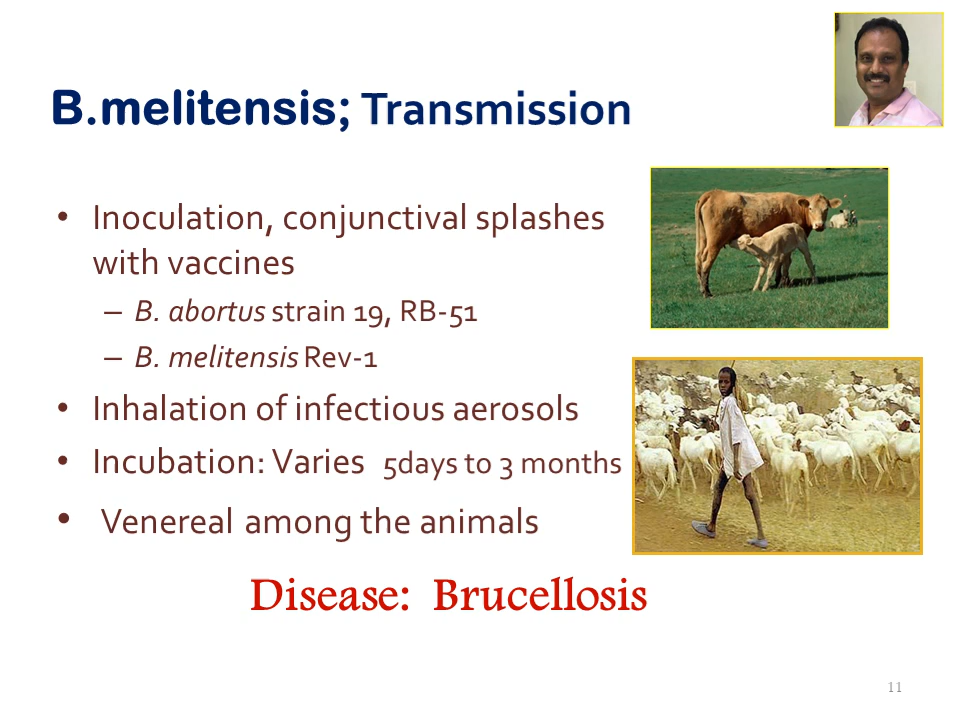 B.melitensis; Transmission
• Inoculation, conjunctival splashes
with vaccines
– B. abortus strain 19, RB-51
– B. melitensis Rev-1
• Inhalation of infectious aerosols
• Incubation: Varies 5days to 3 months
• Venereal among the animals
Disease: Brucellosis
11